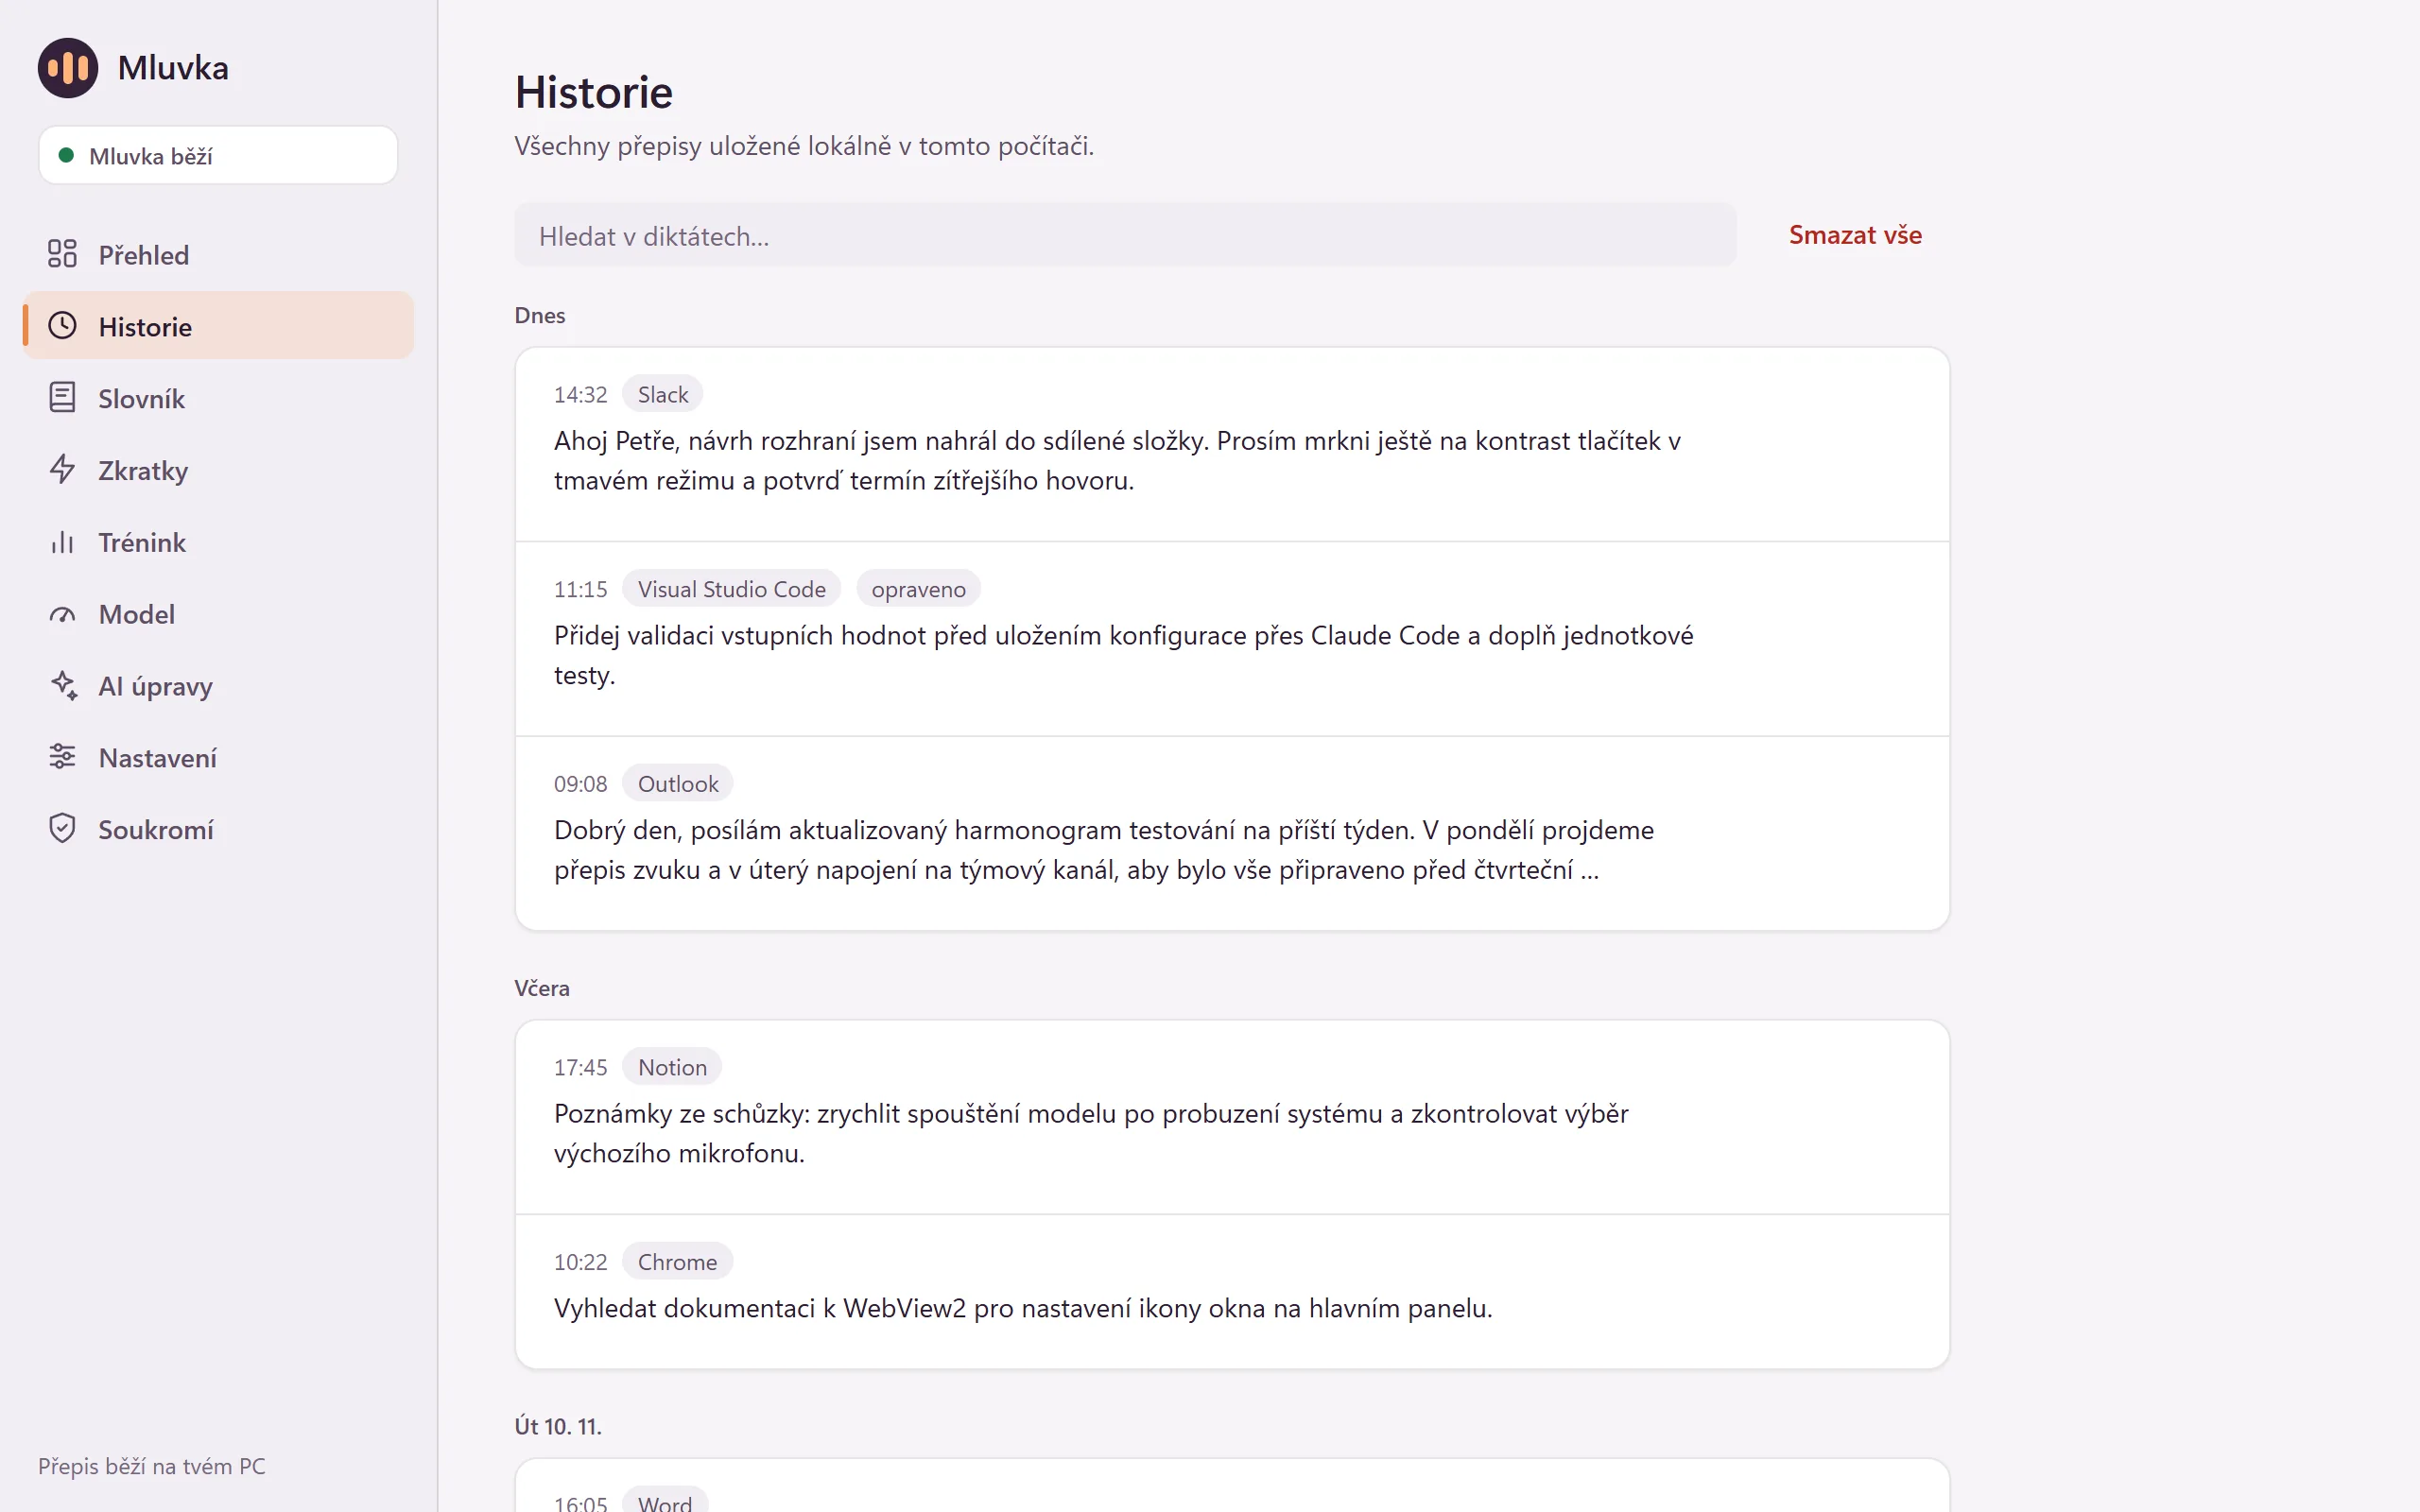 Mluvka
Mluvka běží
Přehled
Historie
Slovník
Zkratky
Trénink
Model
AI úpravy
Nastavení
Soukromí
Přepis běží na tvém PC
Historie
Všechny přepisy uložené lokálně v tomto počítači.
Hledat v diktátech...
Smazat vše
Dnes
14:32 Slack
Ahoj Petře, návrh rozhraní jsem nahrál do sdílené složky. Prosím mrkni ještě na kontrast tlačítek v
tmavém režimu a potvrď termín zítřejšího hovoru.
11:15 Visual Studio Code opraveno
Přidej validaci vstupních hodnot před uložením konfigurace přes Claude Code a doplň jednotkové
testy.
09:08 Outlook
Dobrý den, posílám aktualizovaný harmonogram testování na příští týden. V pondělí projdeme
přepis zvuku a v úterý napojení na týmový kanál, aby bylo vše připraveno před čtvrteční ...
Včera
17:45 Notion
Poznámky ze schůzky: zrychlit spouštění modelu po probuzení systému a zkontrolovat výběr
výchozího mikrofonu.
10:22 Chrome
Vyhledat dokumentaci k WebView2 pro nastavení ikony okna na hlavním panelu.
Út 10. 11.
16:05 Word